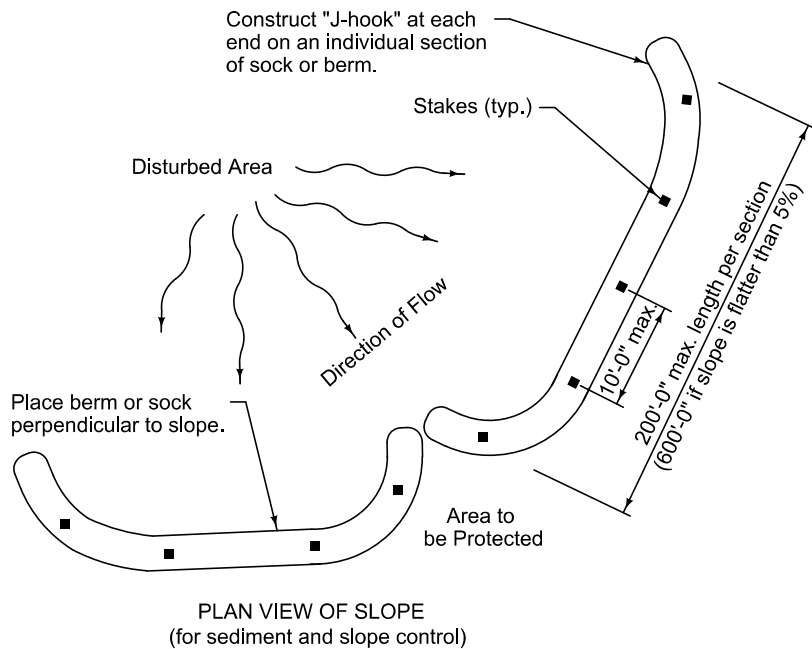 Construct "J-hook" at each
end on an individual section
of sock or berm.
Stakes (typ.)
Disturbed Area
Direction of Flow
200'-0" max. length per section
(600'-0" if slope is flatter than 5%)
10'-0" max.
Place berm or sock
perpendicular to slope.
Area to
be Protected
PLAN VIEW OF SLOPE
(for sediment and slope control)